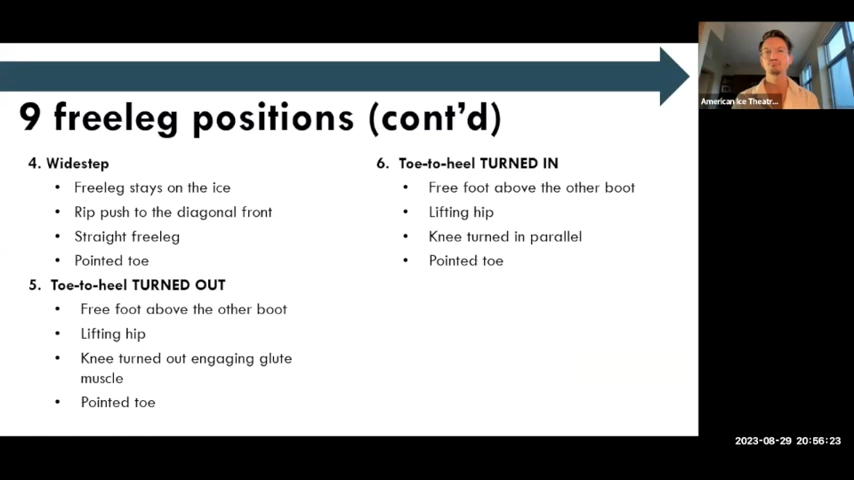 9 freeleg positions (cont'd)
4. Widestep
• Freeleg stays on the ice
• Rip push to the diagonal front
• Straight freeleg
• Pointed toe
5. Toe-to-heel TURNED OUT
• Free foot above the other boot
• Lifting hip
• Knee turned out engaging glute
muscle
• Pointed toe
6. Toe-to-heel TURNED IN
• Free foot above the other boot
• Lifting hip
• Knee turned in parallel
• Pointed toe
American Ice Theatr...
2023-08-29 20:56:23